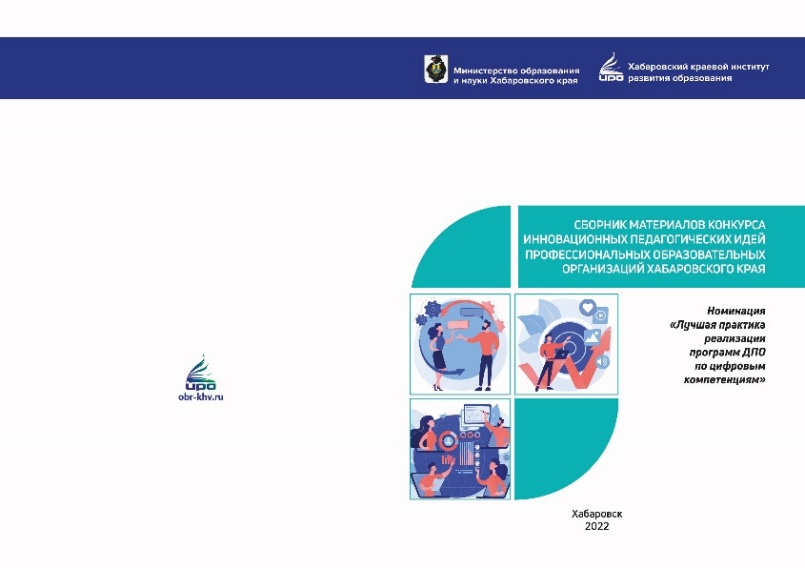 Министерство образования
и науки Хабаровского края
ИРО
Хабаровский краевой институт
развития образования
СБОРНИК МАТЕРИАЛОВ КОНКУРСА
ИННОВАЦИОННЫХ ПЕДАГОГИЧЕСКИХ ИДЕЙ
ПРОФЕССИОНАЛЬНЫХ ОБРАЗОВАТЕЛЬНЫХ
ОРГАНИЗАЦИЙ ХАБАРОВСКОГО КРАЯ
Номинация
«Лучшая практика
реализации
программ ДПО
по цифровым
компетенциям»
ИРО
obr-khv.ru
Хабаровск
2022